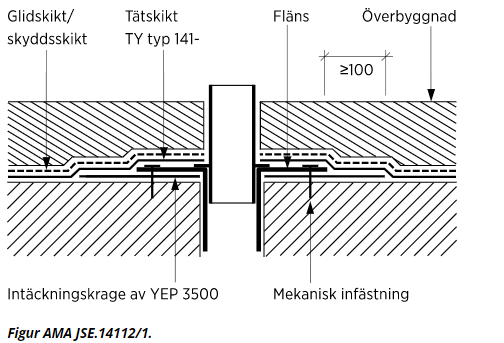 Glidskikt/
skyddsskikt
Tätskikt
TY typ 141-
Fläns
Överbyggnad
≥100
Intäckningskrage av YEP 3500
Mekanisk infästning
Figur AMA JSE.14112/1.